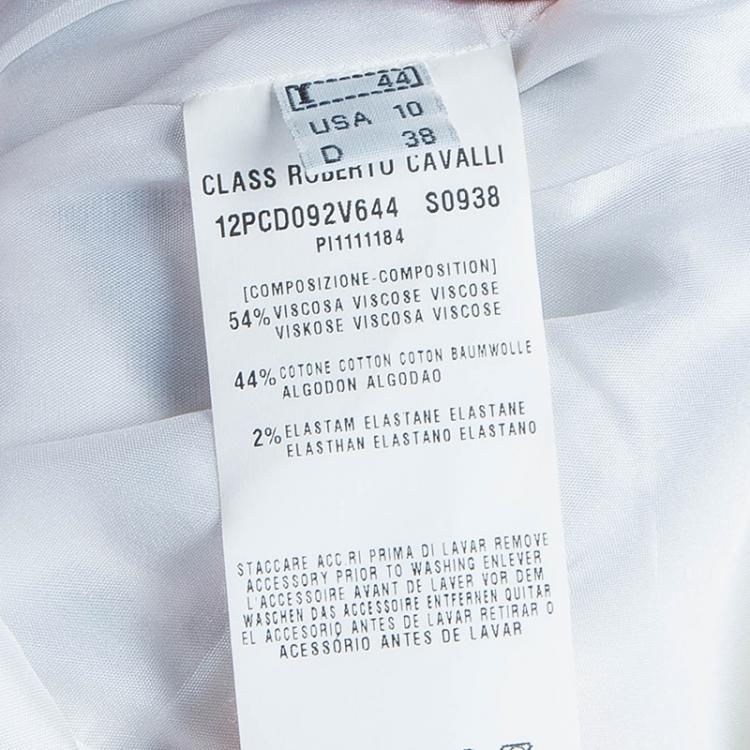 I 44
USA 10
D 38
CLASS ROBERTO CAVALLI
12PCD092V644 S0938
PI1111184
[COMPOSIZIONE-COMPOSITION]
54% VISCOSA VISCOSE VISCOSE
VISKOSE VISCOSA VISCOSE
44% COTONE COTTON COTON BAUMWOLLE
ALGODON ALGODAO
2% ELASTAM ELASTANE ELASTANE
ELASTHAN ELASTANO ELASTANO
STACCARE ACC.RI PRIMA DI LAVAR REMOVE
ACCESSORY PRIOR TO WASHING ENLEVER
L'ACCESSOIRE AVANT DE LAVER VOR DEM
WASCHEN DAS ACCESSOIRE ENTFERNEN QUITAR
EL ACCESORIO ANTES DE LAVAR RETIRAR O
ACESSÓRIO ANTES DE LAVAR